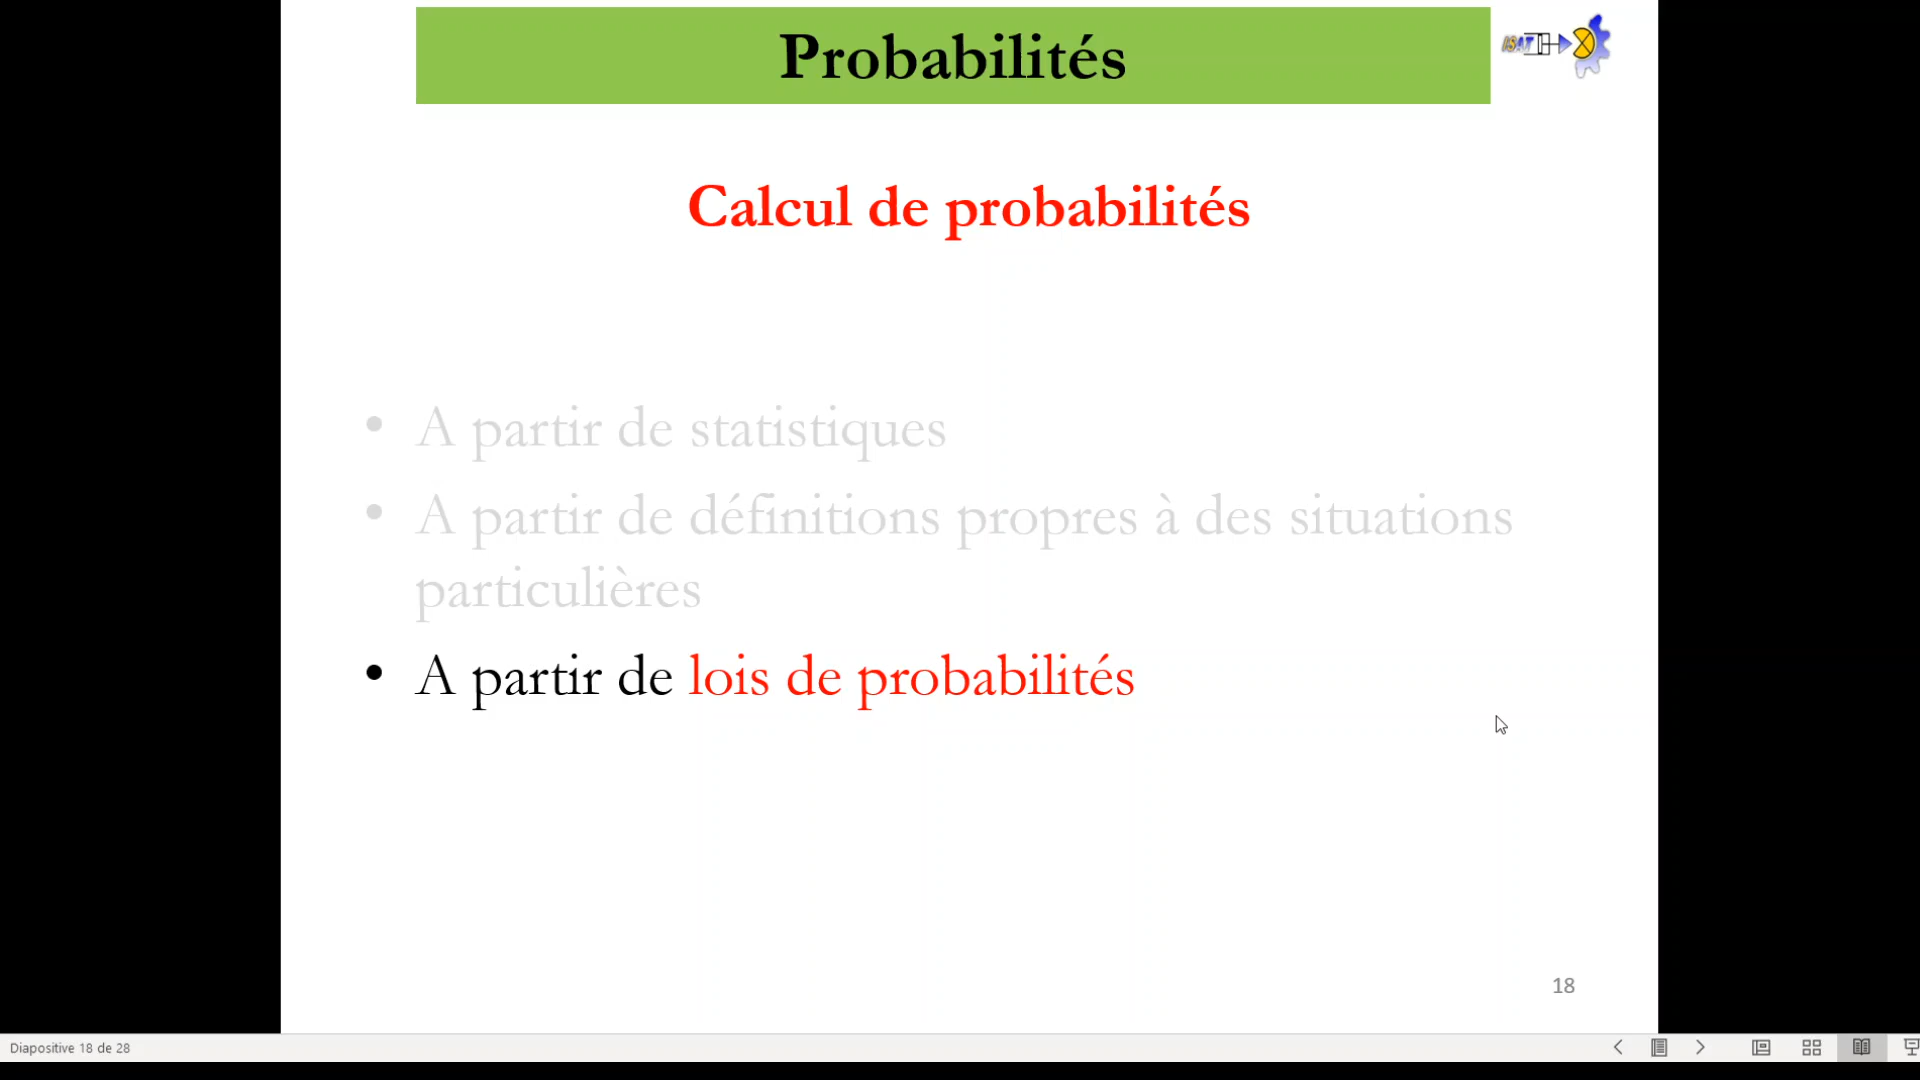 Probabilités
ISAT
Calcul de probabilités
• A partir de statistiques
• A partir de définitions propres à des situations
particulières
• A partir de lois de probabilités
18
Diapositive 18 de 28